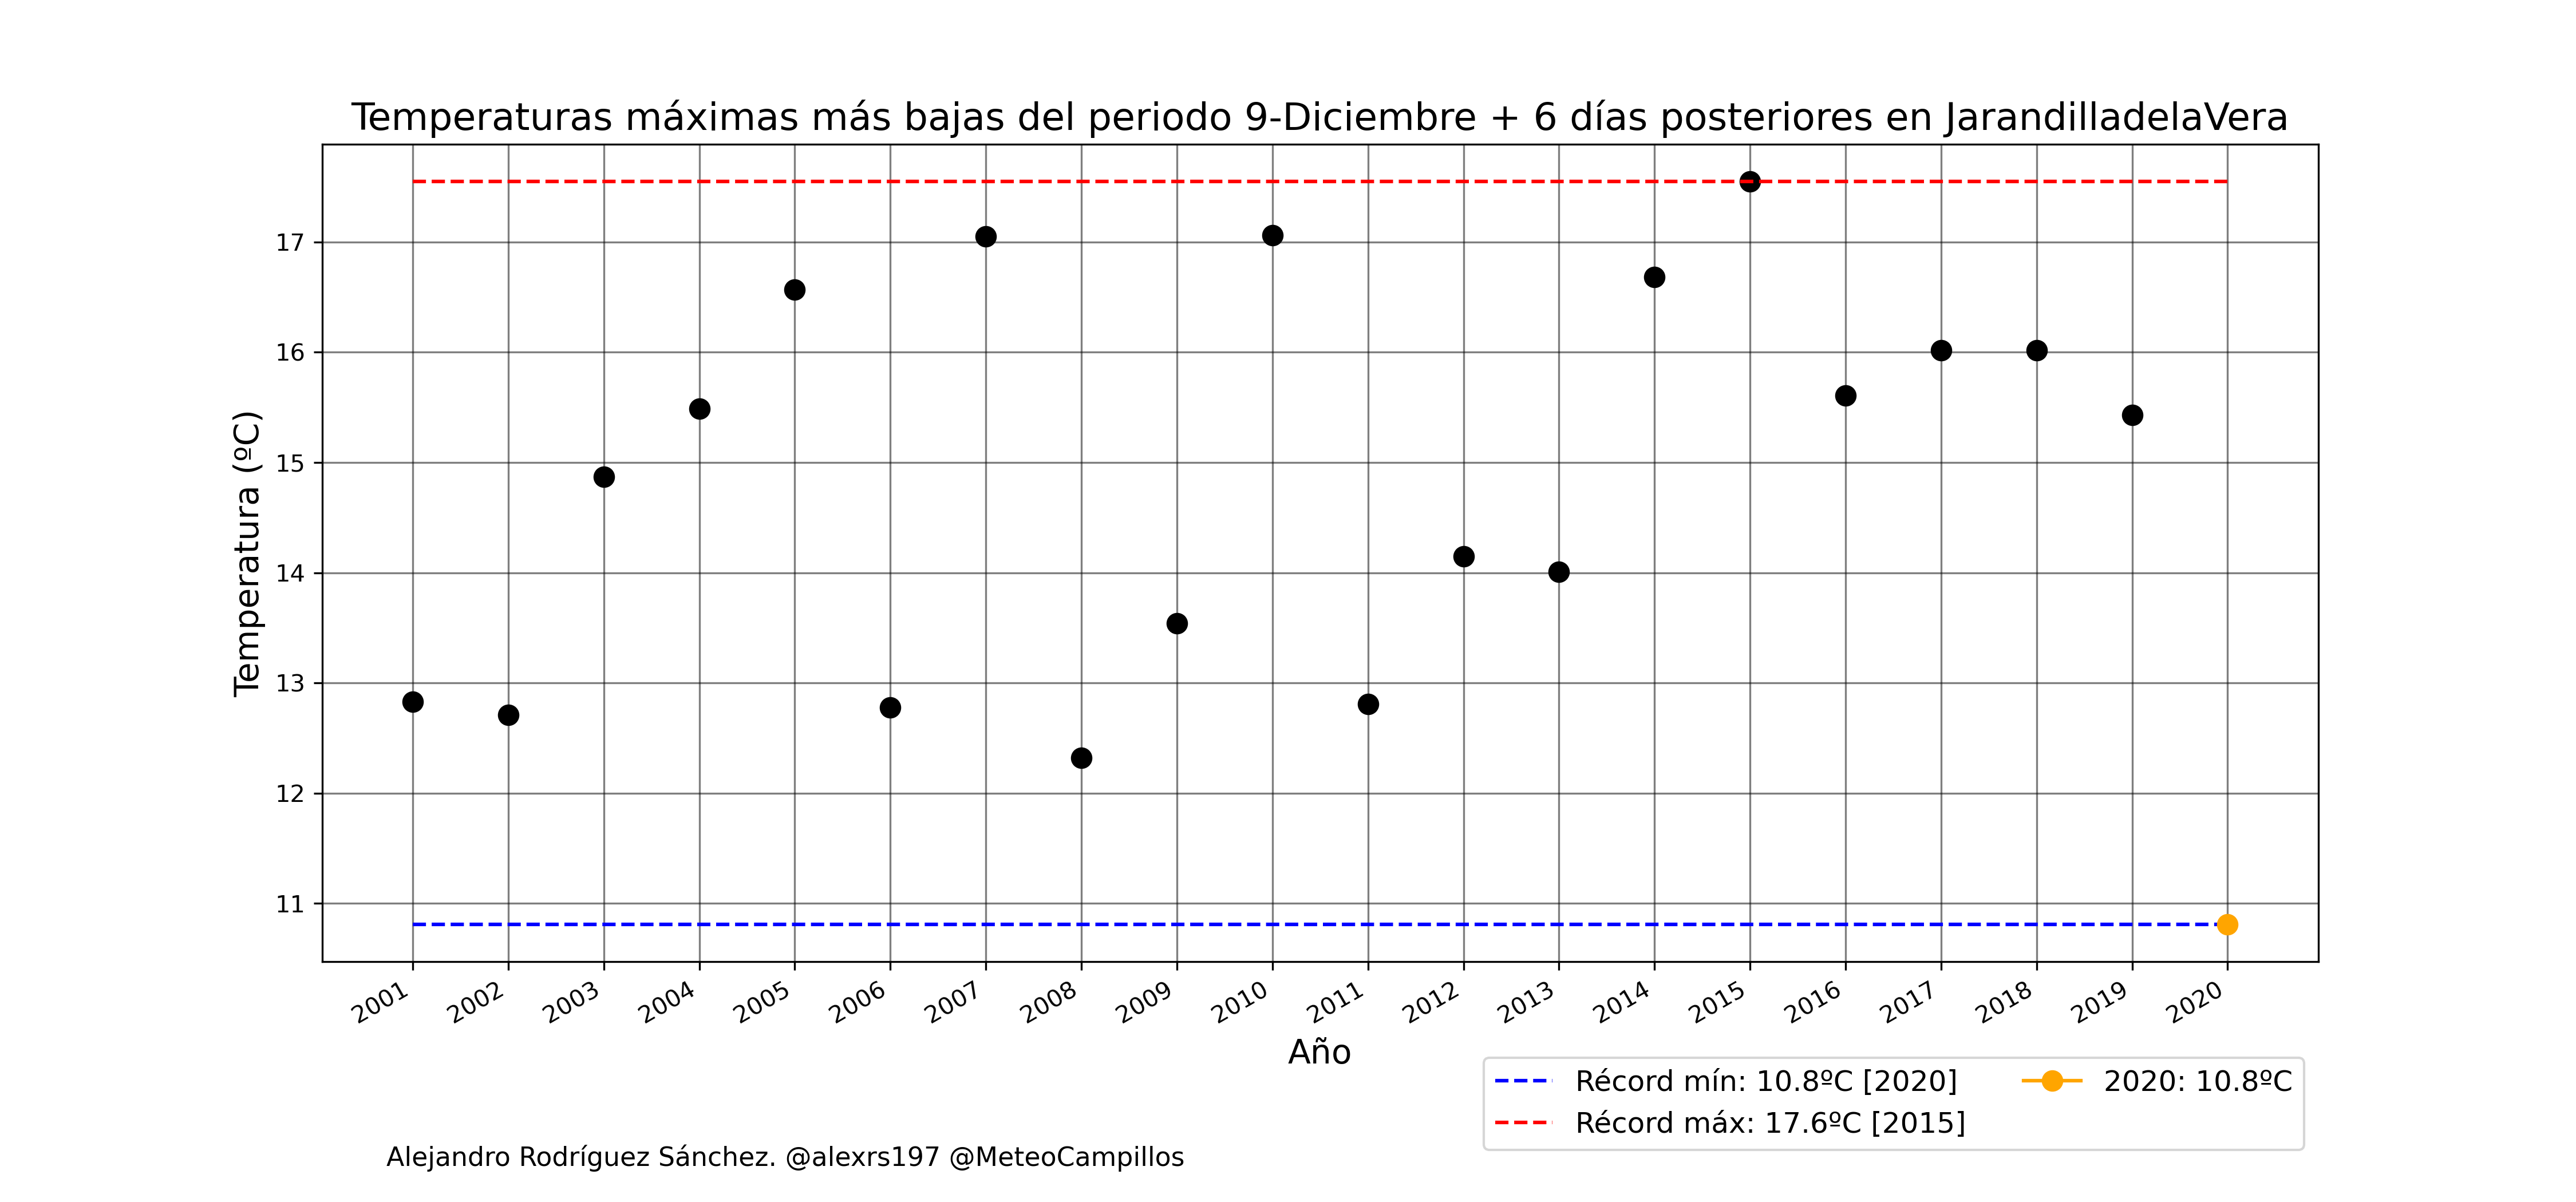 Temperaturas máximas más bajas del periodo 9-Diciembre + 6 días posteriores en JarandilladelaVera
Temperatura (ºC)
17
16
15
14
13
12
11
2001 2002 2003 2004 2005 2006 2007 2008 2009 2010 2011 2012 2013 2014 2015 2016 2017 2018 2019 2020
Año
Récord mín: 10.8ºC [2020]
Récord máx: 17.6ºC [2015]
2020: 10.8ºC
Alejandro Rodríguez Sánchez. @alexrs197 @MeteoCampillos